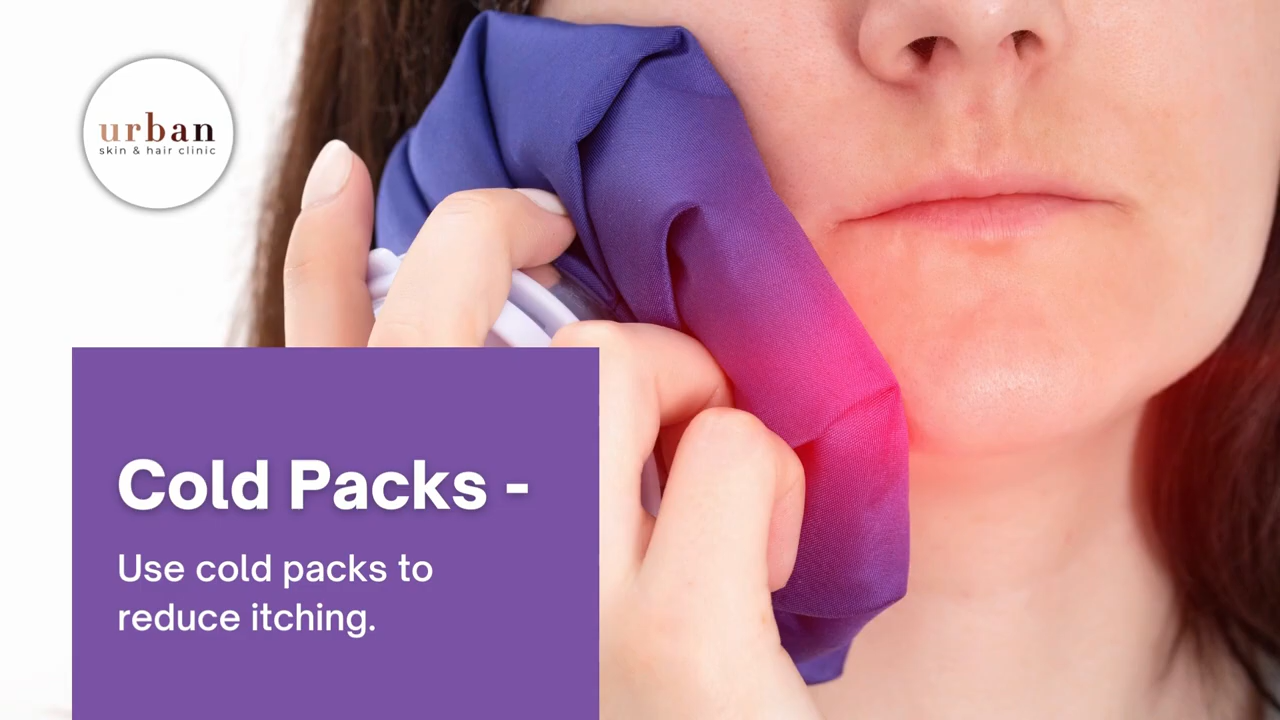 urban
skin & hair clinic
Cold Packs -
Use cold packs to
reduce itching.